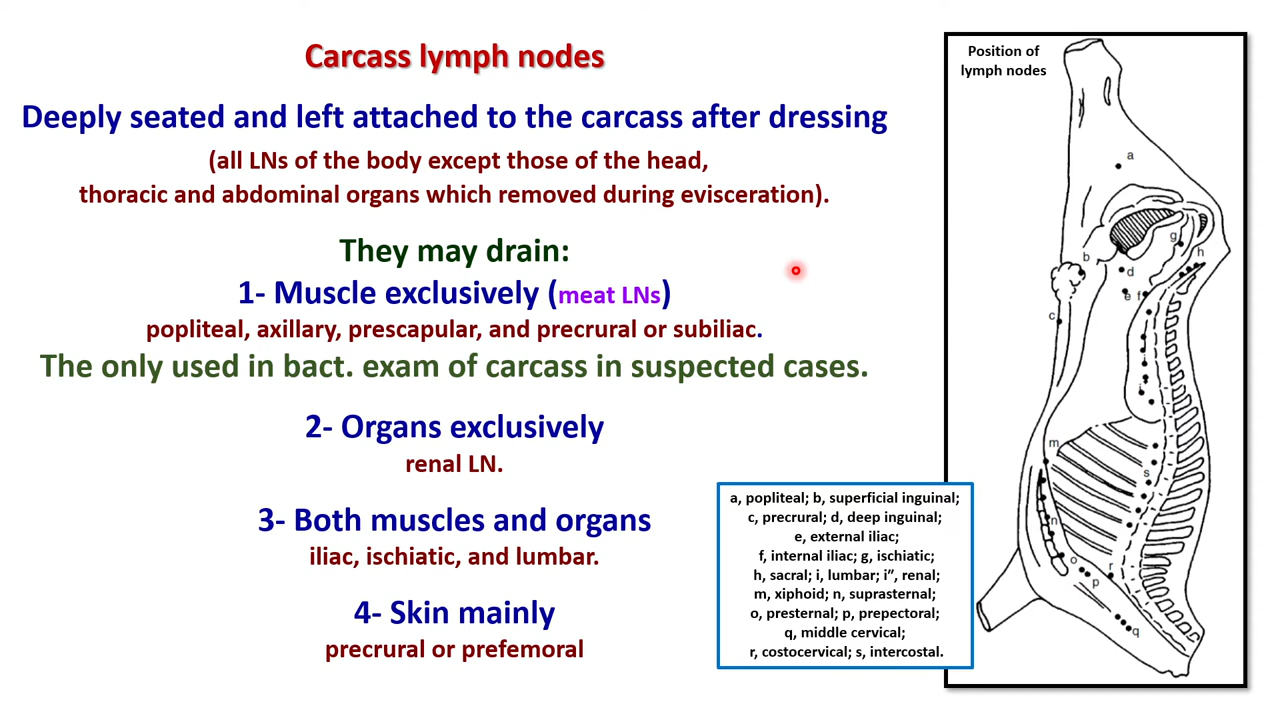 Carcass lymph nodes
Deeply seated and left attached to the carcass after dressing
(all LNs of the body except those of the head,
thoracic and abdominal organs which removed during evisceration).
They may drain:
1- Muscle exclusively (meat LNs)
popliteal, axillary, prescapular, and precrural or subiliac.
The only used in bact. exam of carcass in suspected cases.
2- Organs exclusively
renal LN.
3- Both muscles and organs
iliac, ischiatic, and lumbar.
4- Skin mainly
precrural or prefemoral
a, popliteal; b, superficial inguinal;
c, precrural; d, deep inguinal;
e, external iliac;
f, internal iliac; g, ischiatic;
h, sacral; i, lumbar; i”, renal;
m, xiphoid; n, suprasternal;
o, presternal; p, prepectoral;
q, middle cervical;
r, costocervical; s, intercostal.
Position of
lymph nodes
a
g
b
h
d
e
f
c
i
m
s
n
o
r
p
q